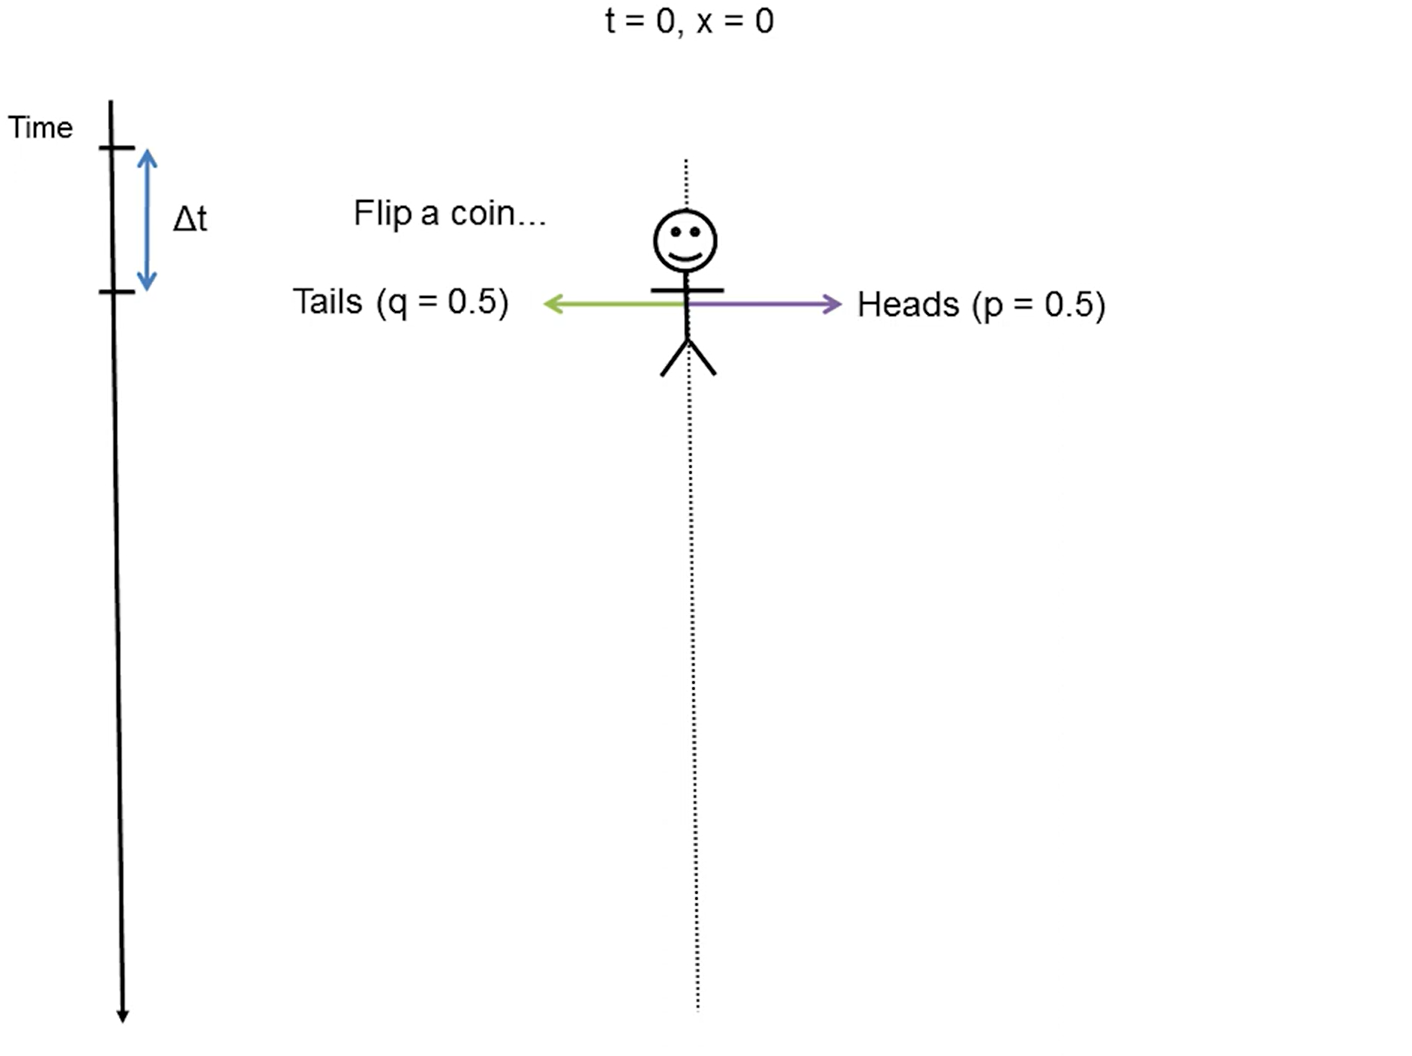 t = 0, x = 0
Time
Δt
Flip a coin...
Tails (q = 0.5)
Heads (p = 0.5)